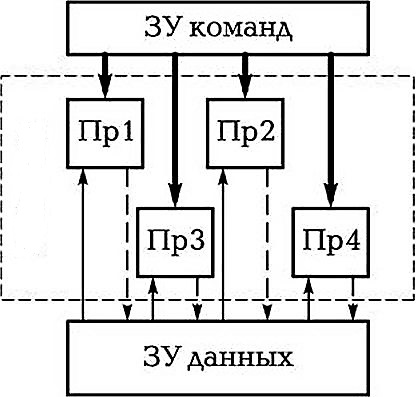 ЗУ команд
Пр1
Пр2
Пр3
Пр4
ЗУ данных